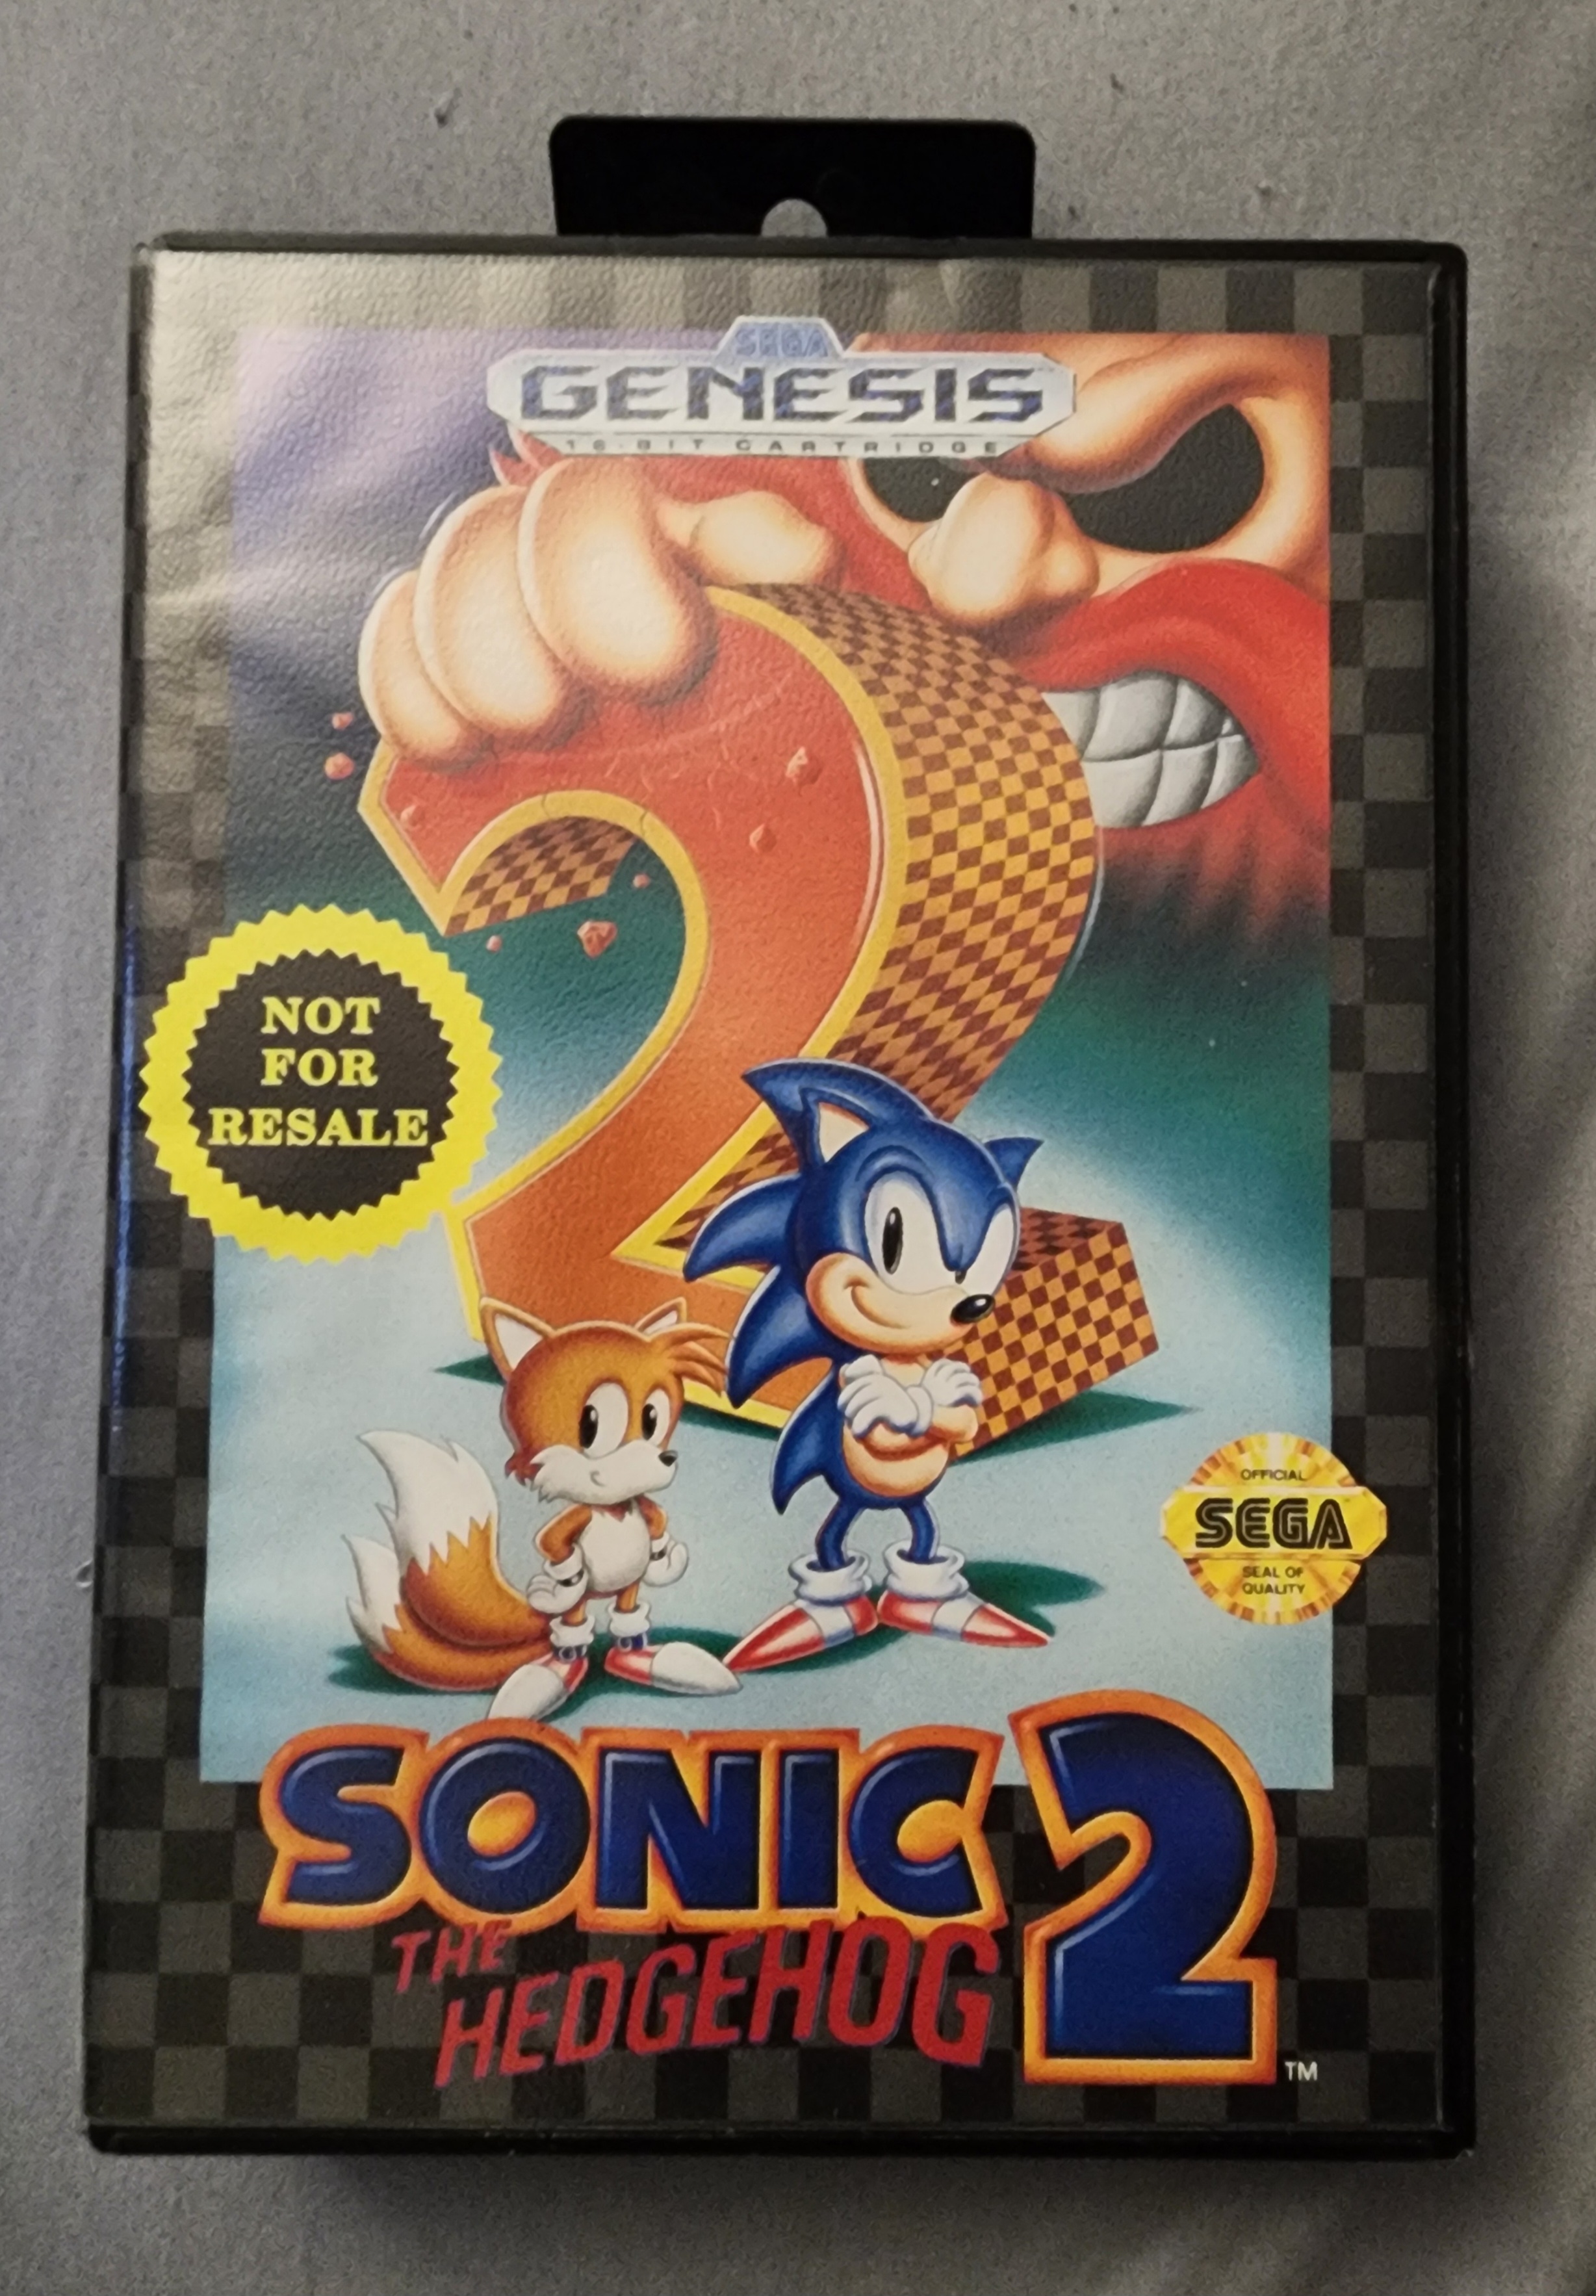 SEGA
GENESIS
16-BIT CARTRIDGE
NOT
FOR
RESALE
OFFICIAL
SEGA
SEAL OF
QUALITY
SONIC 2
THE
HEDGEHOG
TM